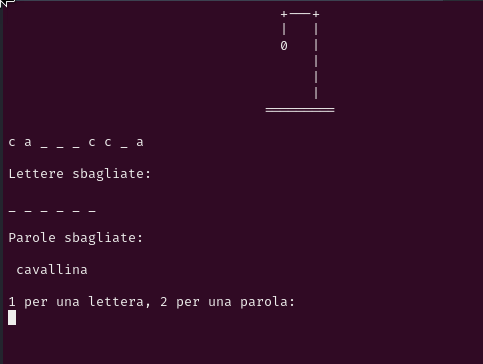 +---+
|   |
0   |
    |
    |
    |
=========
c a _ _ _ c c _ a
Lettere sbagliate:
_ _ _ _ _ _
Parole sbagliate:
cavallina
1 per una lettera, 2 per una parola: